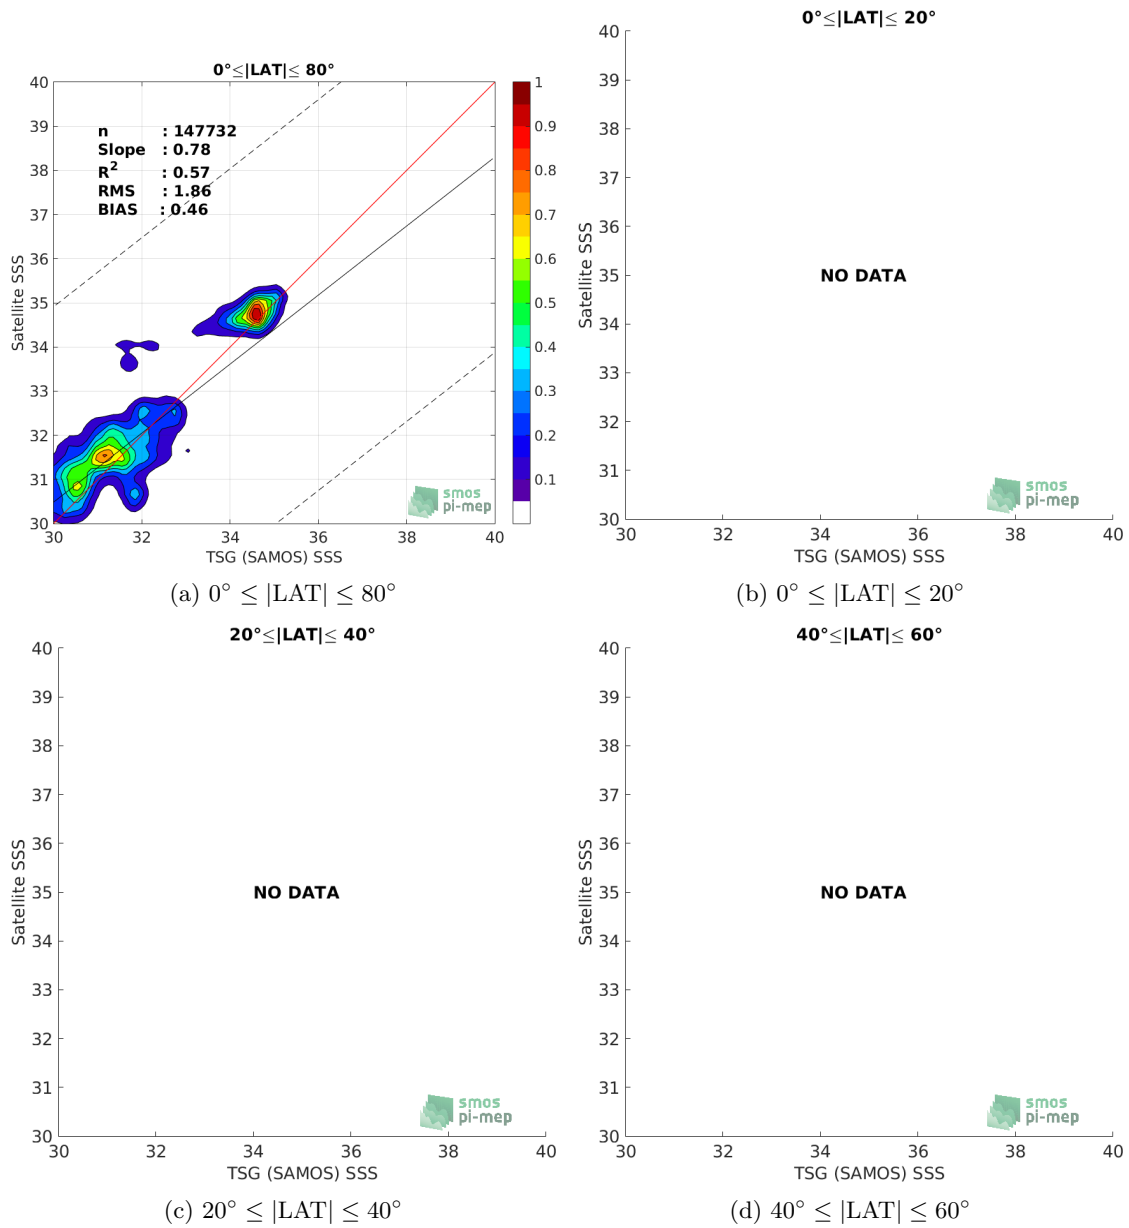 0°≤|LAT|≤ 80°
40
39
38
37
36
35
34
33
32
31
30
Satellite SSS
n : 147732
Slope : 0.78
R² : 0.57
RMS : 1.86
BIAS : 0.46
smos
pi-mep
30 32 34 36 38 40
TSG (SAMOS) SSS
1
0.9
0.8
0.7
0.6
0.5
0.4
0.3
0.2
0.1
(a) 0° ≤ |LAT| ≤ 80°
0°≤|LAT|≤ 20°
40
39
38
37
36
35
34
33
32
31
30
Satellite SSS
NO DATA
smos
pi-mep
30 32 34 36 38 40
TSG (SAMOS) SSS
(b) 0° ≤ |LAT| ≤ 20°
20°≤|LAT|≤ 40°
40
39
38
37
36
35
34
33
32
31
30
Satellite SSS
NO DATA
smos
pi-mep
30 32 34 36 38 40
TSG (SAMOS) SSS
(c) 20° ≤ |LAT| ≤ 40°
40°≤|LAT|≤ 60°
40
39
38
37
36
35
34
33
32
31
30
Satellite SSS
NO DATA
smos
pi-mep
30 32 34 36 38 40
TSG (SAMOS) SSS
(d) 40° ≤ |LAT| ≤ 60°